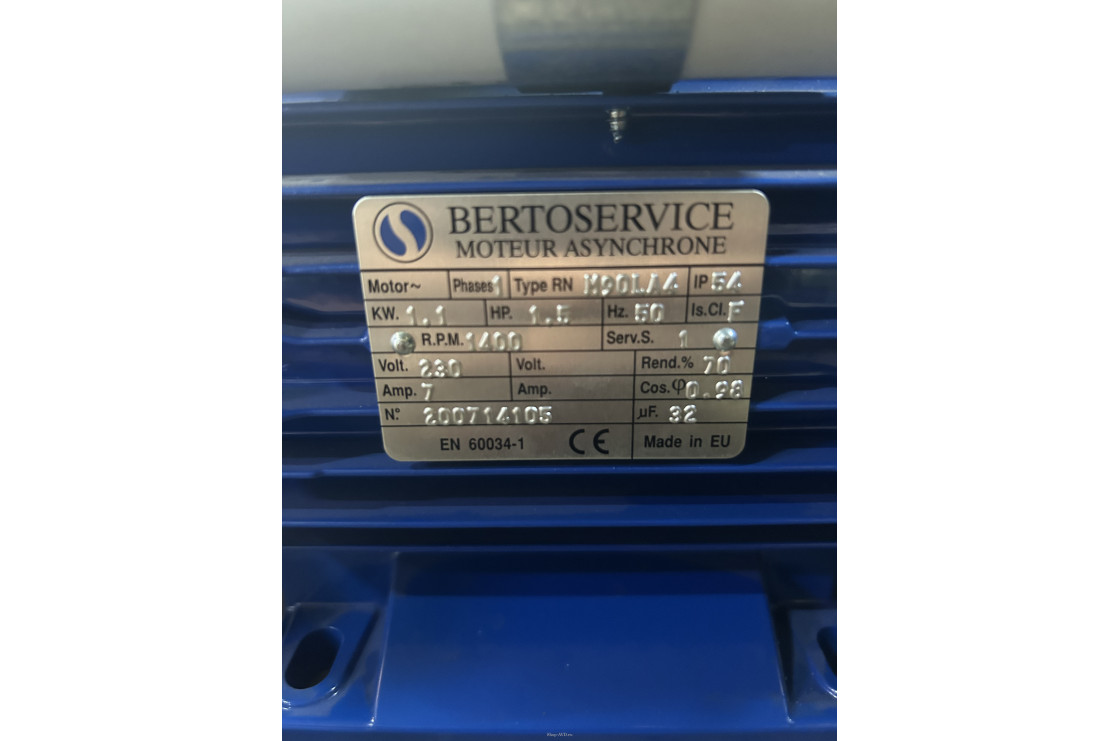 BERTOSERVICE
MOTEUR ASYNCHRONE
Motor~ Phases 1 Type RN M90LA4 IP 54
KW. 1.1 HP. 1.5 Hz. 50 Is.Cl. F
R.P.M. 1400 Serv.S. 1
Volt. 230 Volt. Rend.% 70
Amp. 7 Amp. Cos.φ 0.98
N° 200714105 µF. 32
EN 60034-1 CE Made in EU